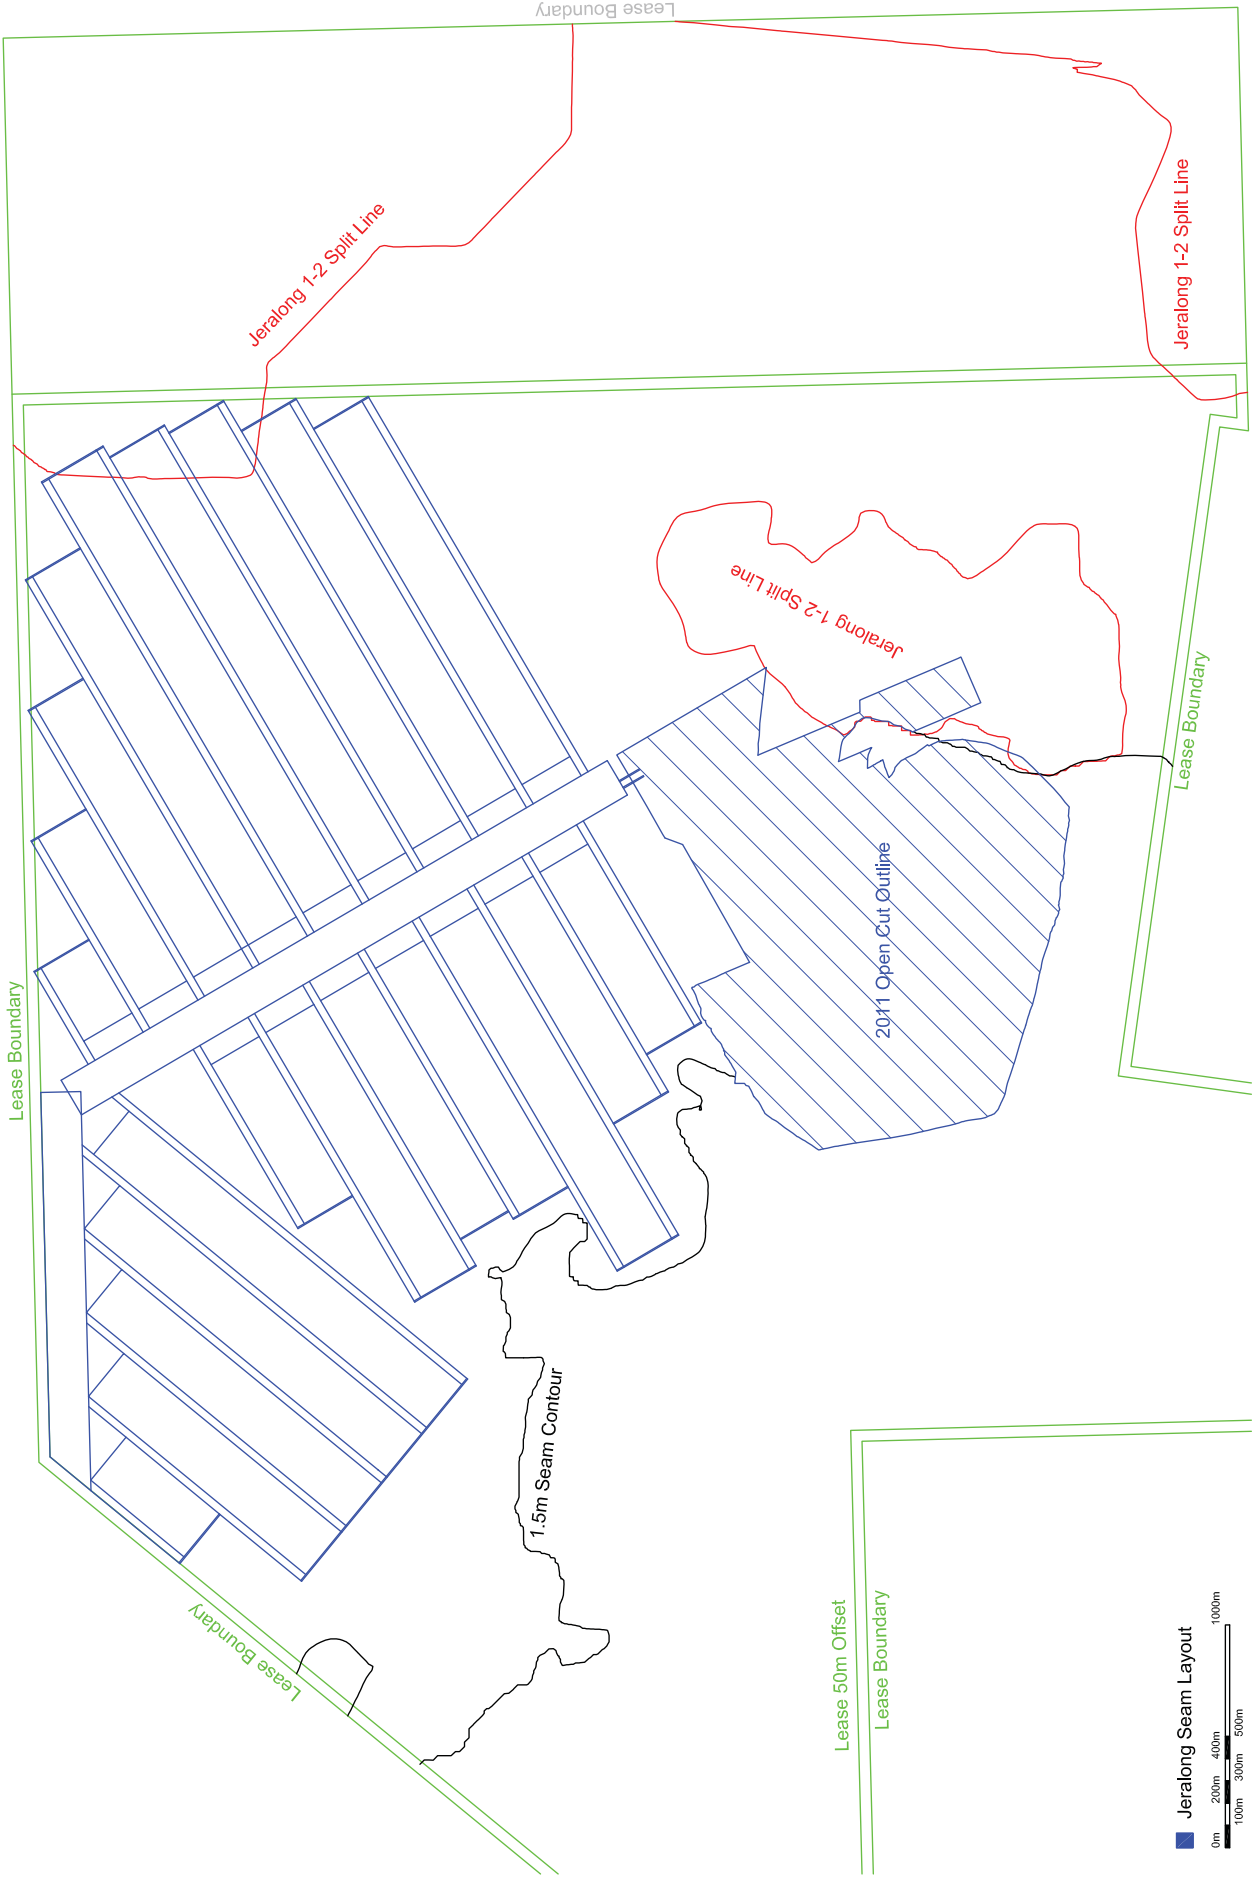 Lease Boundary
Jeralong 1-2 Split Line
Jeralong 1-2 Split Line
Jeralong 1-2 Split Line
Lease Boundary
Lease Boundary
2011 Open Cut Outline
1.5m Seam Contour
Lease Boundary
Lease 50m Offset
Lease Boundary
Jeralong Seam Layout
0m
100m
200m
300m
400m
500m
1000m